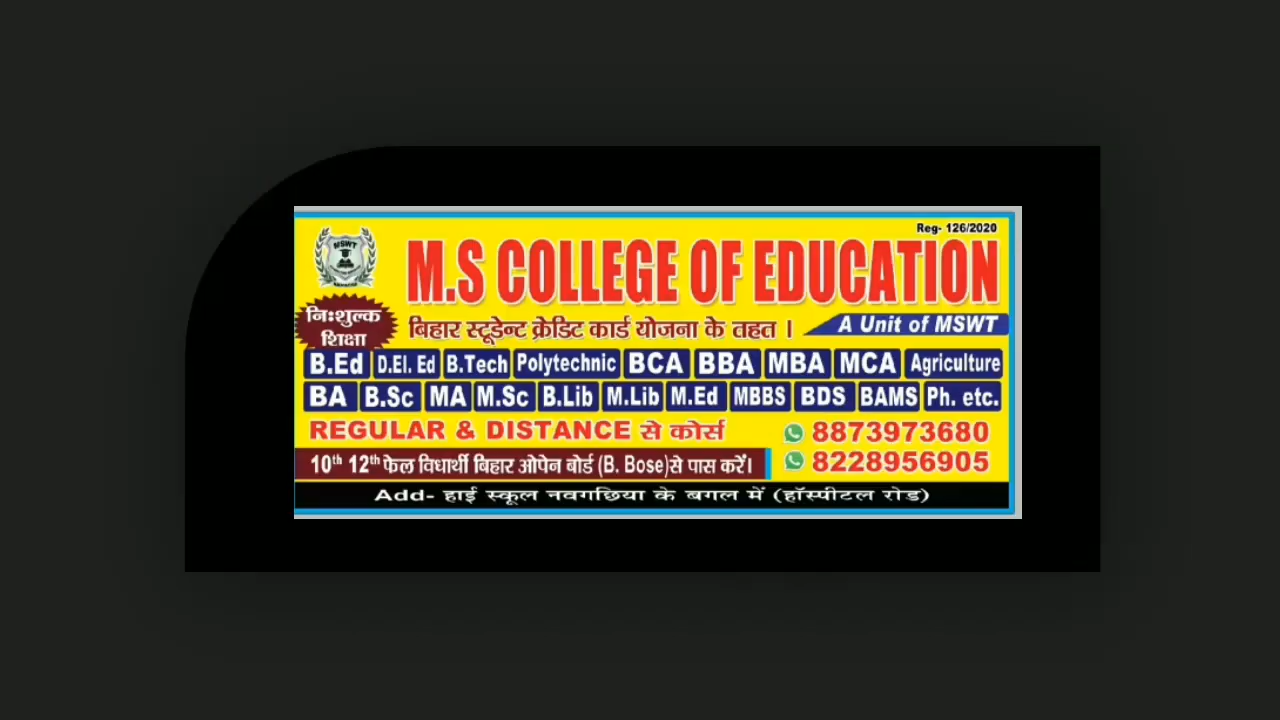 Reg- 126/2020
MSWT
M.S COLLEGE OF EDUCATION
निःशुल्क
शिक्षा
बिहार स्टूडेन्ट क्रेडिट कार्ड योजना के तहत ।
A Unit of MSWT
B.Ed D.El. Ed B.Tech Polytechnic BCA BBA MBA MCA Agriculture
BA B.Sc MA M.Sc B.Lib M.Lib M.Ed MBBS BDS BAMS Ph. etc.
REGULAR & DISTANCE से कोर्स
8873973680
10th 12th फेल विधार्थी बिहार ओपेन बोर्ड (B. Bose)से पास करें।
8228956905
Add- हाई स्कूल नवगछिया के बगल में (हॉस्पीटल रोड)